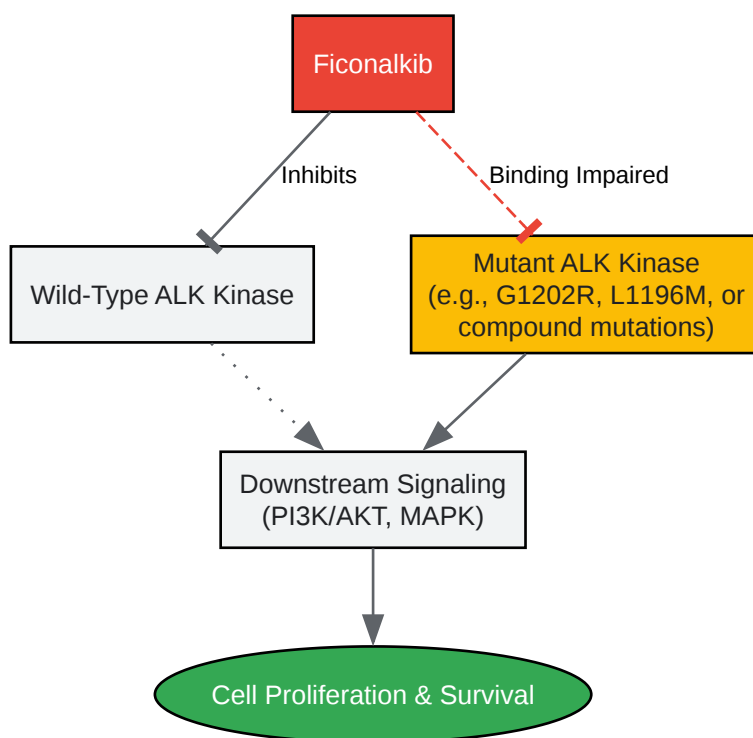 Ficonalkib
Inhibits
Binding Impaired
Wild-Type ALK Kinase
Mutant ALK Kinase
(e.g., G1202R, L1196M, or
compound mutations)
Downstream Signaling
(PI3K/AKT, MAPK)
Cell Proliferation & Survival